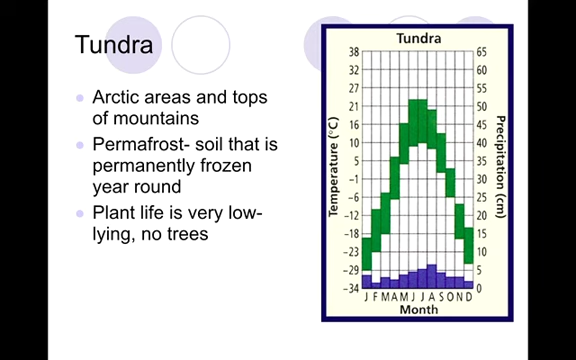 Tundra
Arctic areas and tops
of mountains
Permafrost- soil that is
permanently frozen
year round
Plant life is very low-
lying, no trees
Tundra
Temperature (°C)
38
32
27
21
16
10
5
−1
−6
−12
−18
−23
−29
−34
65
60
55
50
45
40
35
30
25
20
15
10
5
0
Precipitation (cm)
J F M A M J J A S O N D
Month